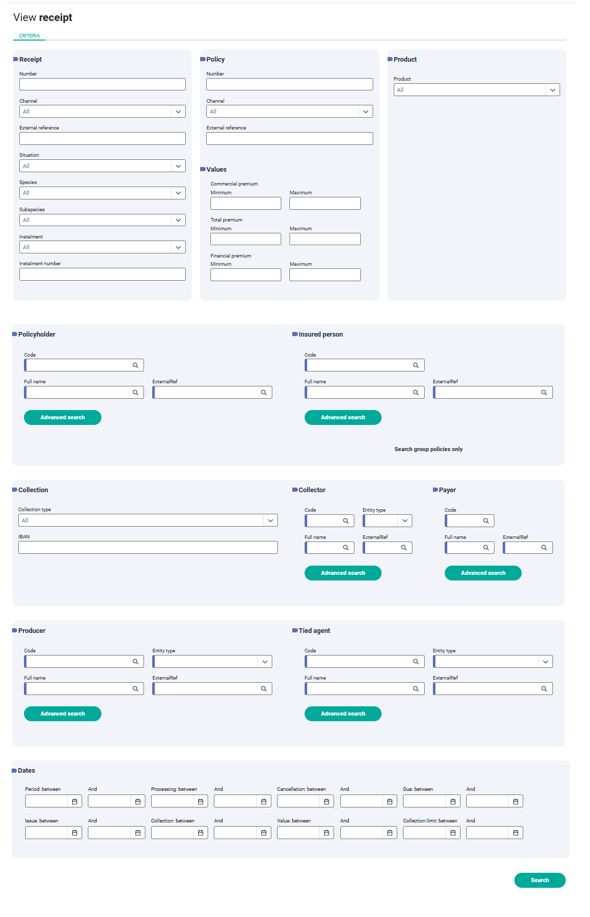 View receipt
CRITERIA
Receipt
Number
Channel
All
External reference
Situation
All
Species
All
Subspecies
All
Instalment
All
Instalment number
Policy
Number
Channel
All
External reference
Values
Commercial premium
Minimum Maximum
Total premium
Minimum Maximum
Financial premium
Minimum Maximum
Product
Product
All
Policyholder
Code
Full name ExternalRef
Advanced search
Insured person
Code
Full name ExternalRef
Advanced search
Search group policies only
Collection
Collection type
All
IBAN
Collector
Code Entity type
Full name ExternalRef
Advanced search
Payer
Code
Full name ExternalRef
Advanced search
Producer
Code Entity type
Full name ExternalRef
Advanced search
Tied agent
Code Entity type
Full name ExternalRef
Advanced search
Dates
Period: between And Processing: between And Cancellation: between And Due: between And
Issue: between And Collection: between And Value: between And Collection limit: between And
Search